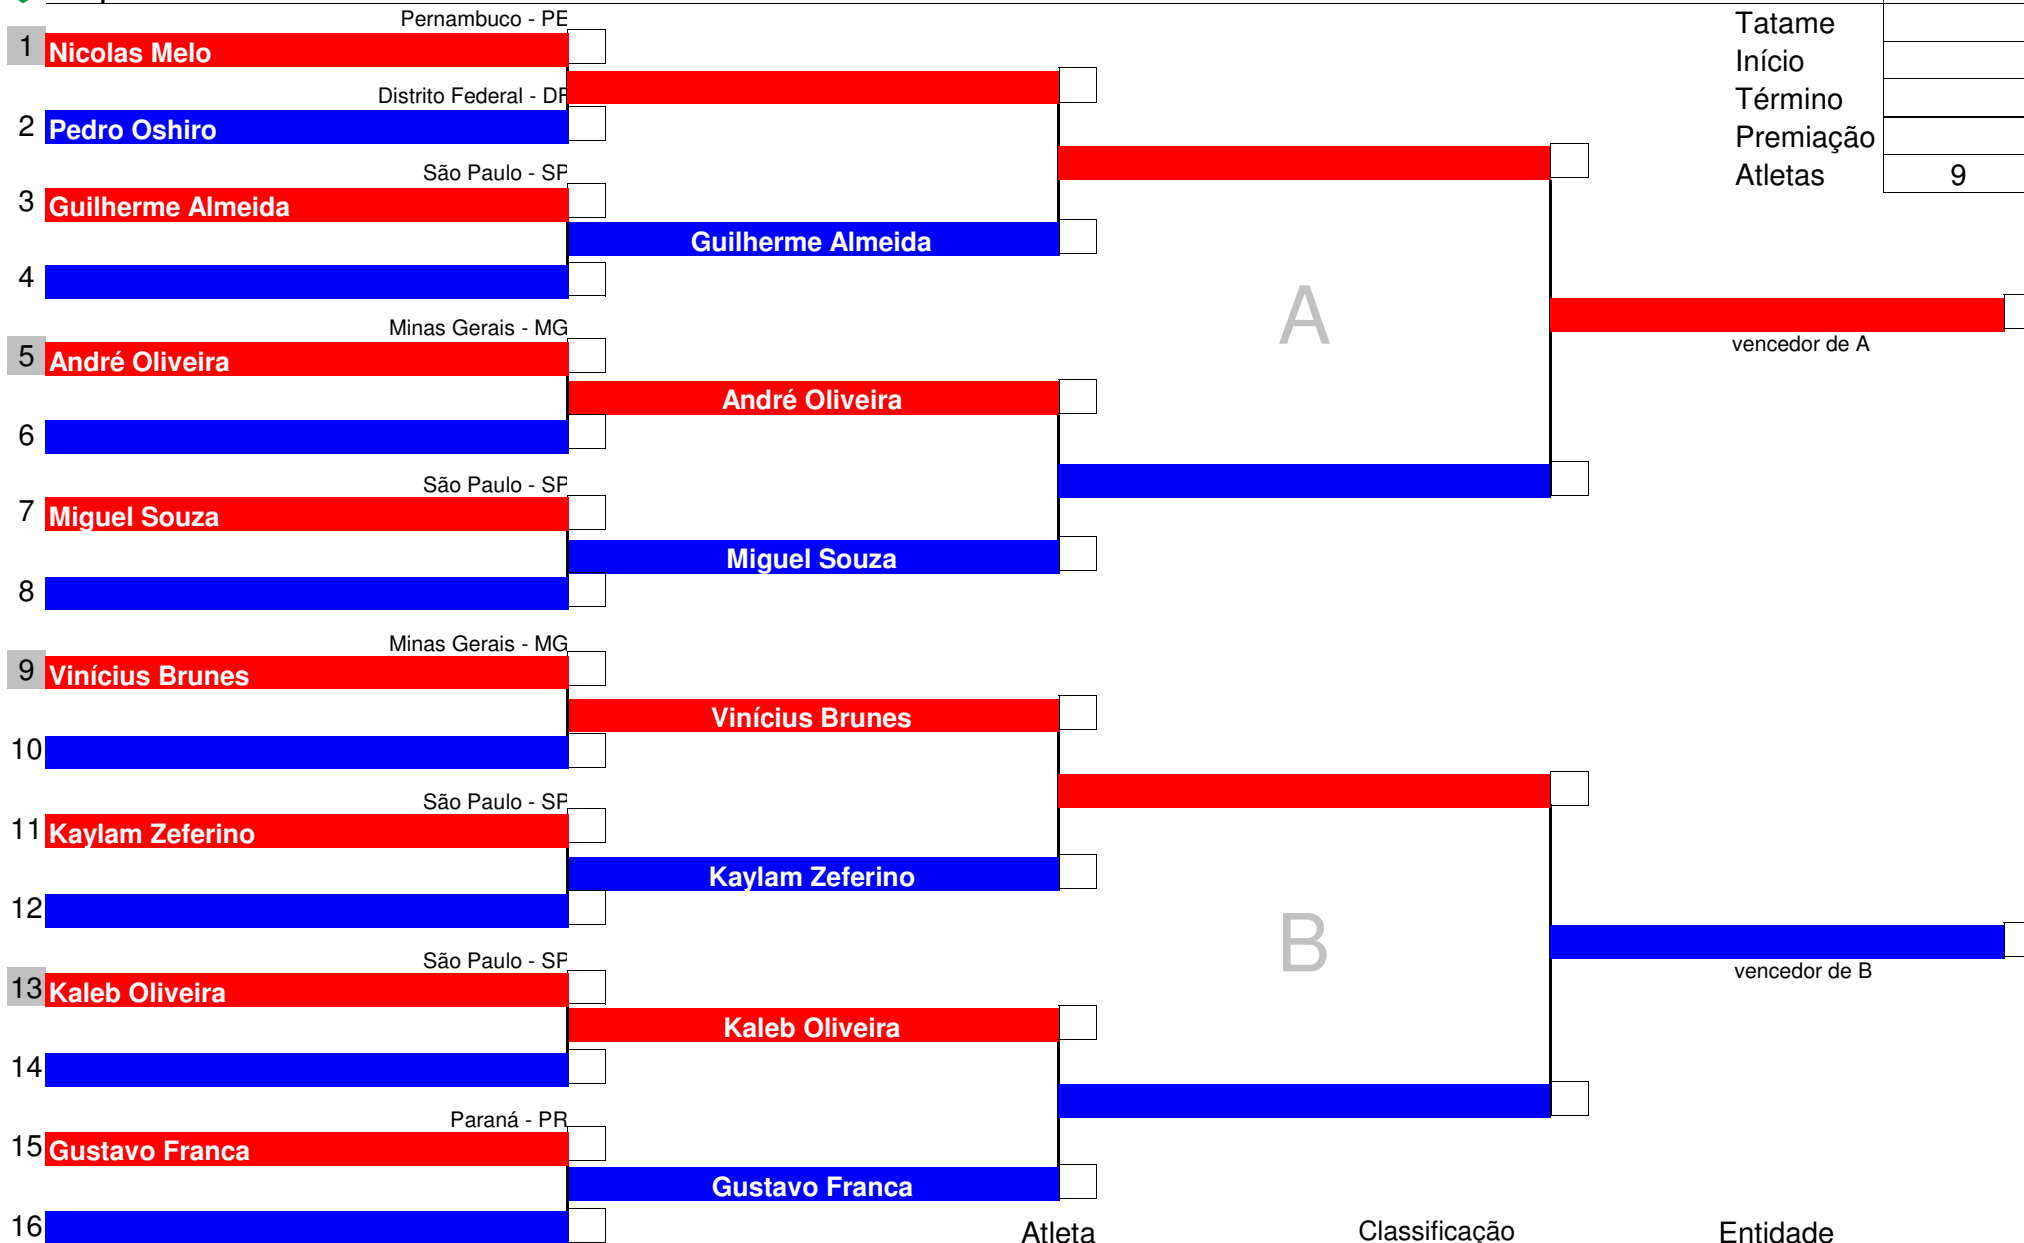 Pernambuco - PE
1 Nicolas Melo
Distrito Federal - DF
2 Pedro Oshiro
São Paulo - SP
3 Guilherme Almeida
Guilherme Almeida
4
Minas Gerais - MG
5 André Oliveira
André Oliveira
6
São Paulo - SP
7 Miguel Souza
Miguel Souza
8
Minas Gerais - MG
9 Vinícius Brunes
Vinícius Brunes
10
São Paulo - SP
11 Kaylam Zeferino
Kaylam Zeferino
12
São Paulo - SP
13 Kaleb Oliveira
Kaleb Oliveira
14
Paraná - PR
15 Gustavo Franca
Gustavo Franca
16
A
B
Tatame
Início
Término
Premiação
Atletas 9
vencedor de A
vencedor de B
Atleta Classificação Entidade